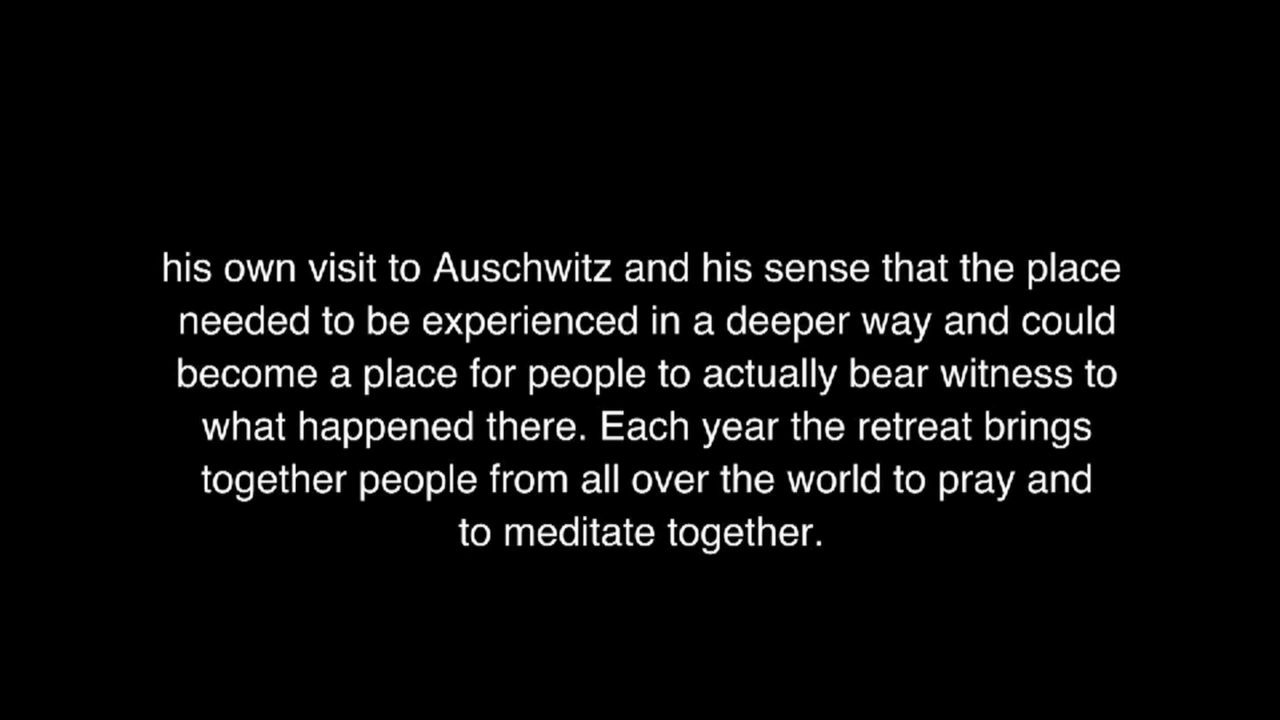 his own visit to Auschwitz and his sense that the place
needed to be experienced in a deeper way and could
become a place for people to actually bear witness to
what happened there. Each year the retreat brings
together people from all over the world to pray and
to meditate together.